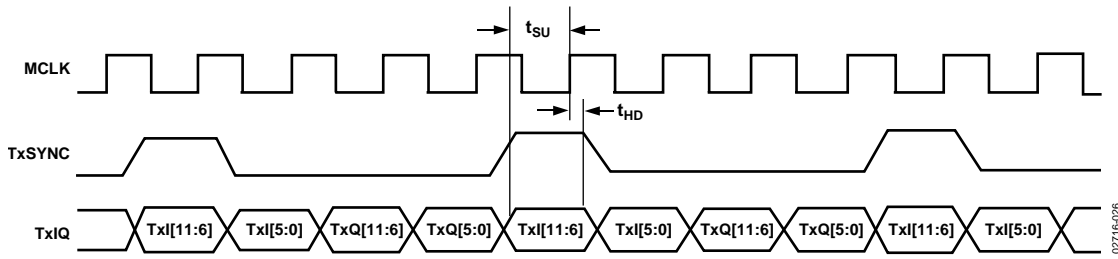 tSU
MCLK
tHD
TxSYNC
TxIQ TxI[11:6] TxI[5:0] TxQ[11:6] TxQ[5:0] TxI[11:6] TxI[5:0] TxQ[11:6] TxQ[5:0] TxI[11:6] TxI[5:0]
02716-026